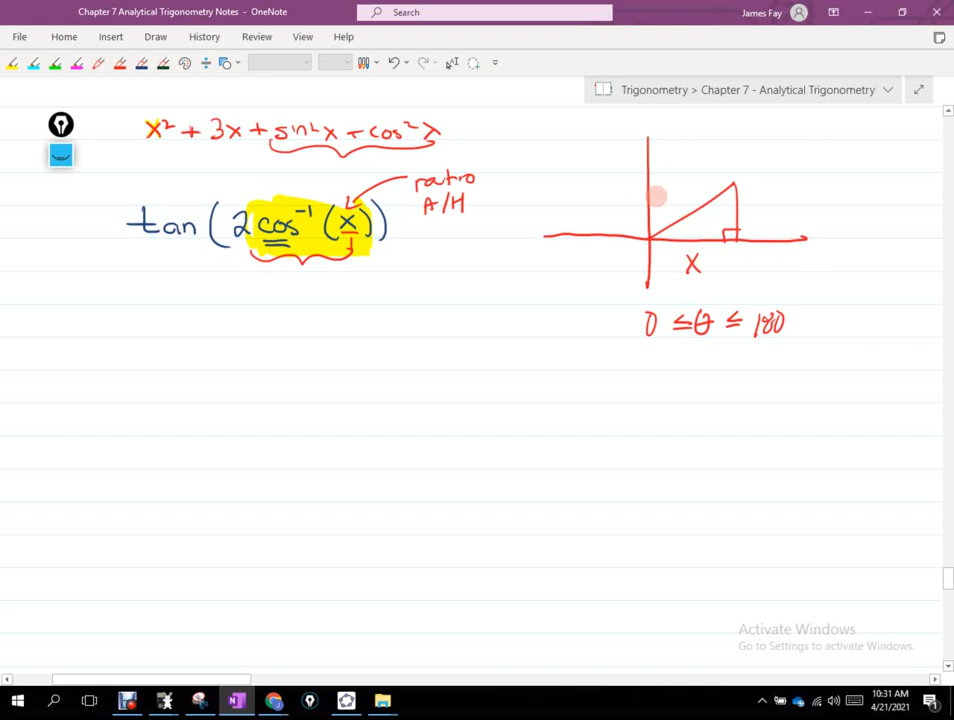 Chapter 7 Analytical Trigonometry Notes - OneNote
Search
James Fay
File Home Insert Draw History Review View Help
Trigonometry > Chapter 7 - Analytical Trigonometry
x² + 3x + sin²x + cos²x
ratio
A/H
tan(2cos⁻¹(x))
1
x
0 ≤ θ ≤ 180
Activate Windows
Go to Settings to activate Windows.
10:31 AM
4/21/2021